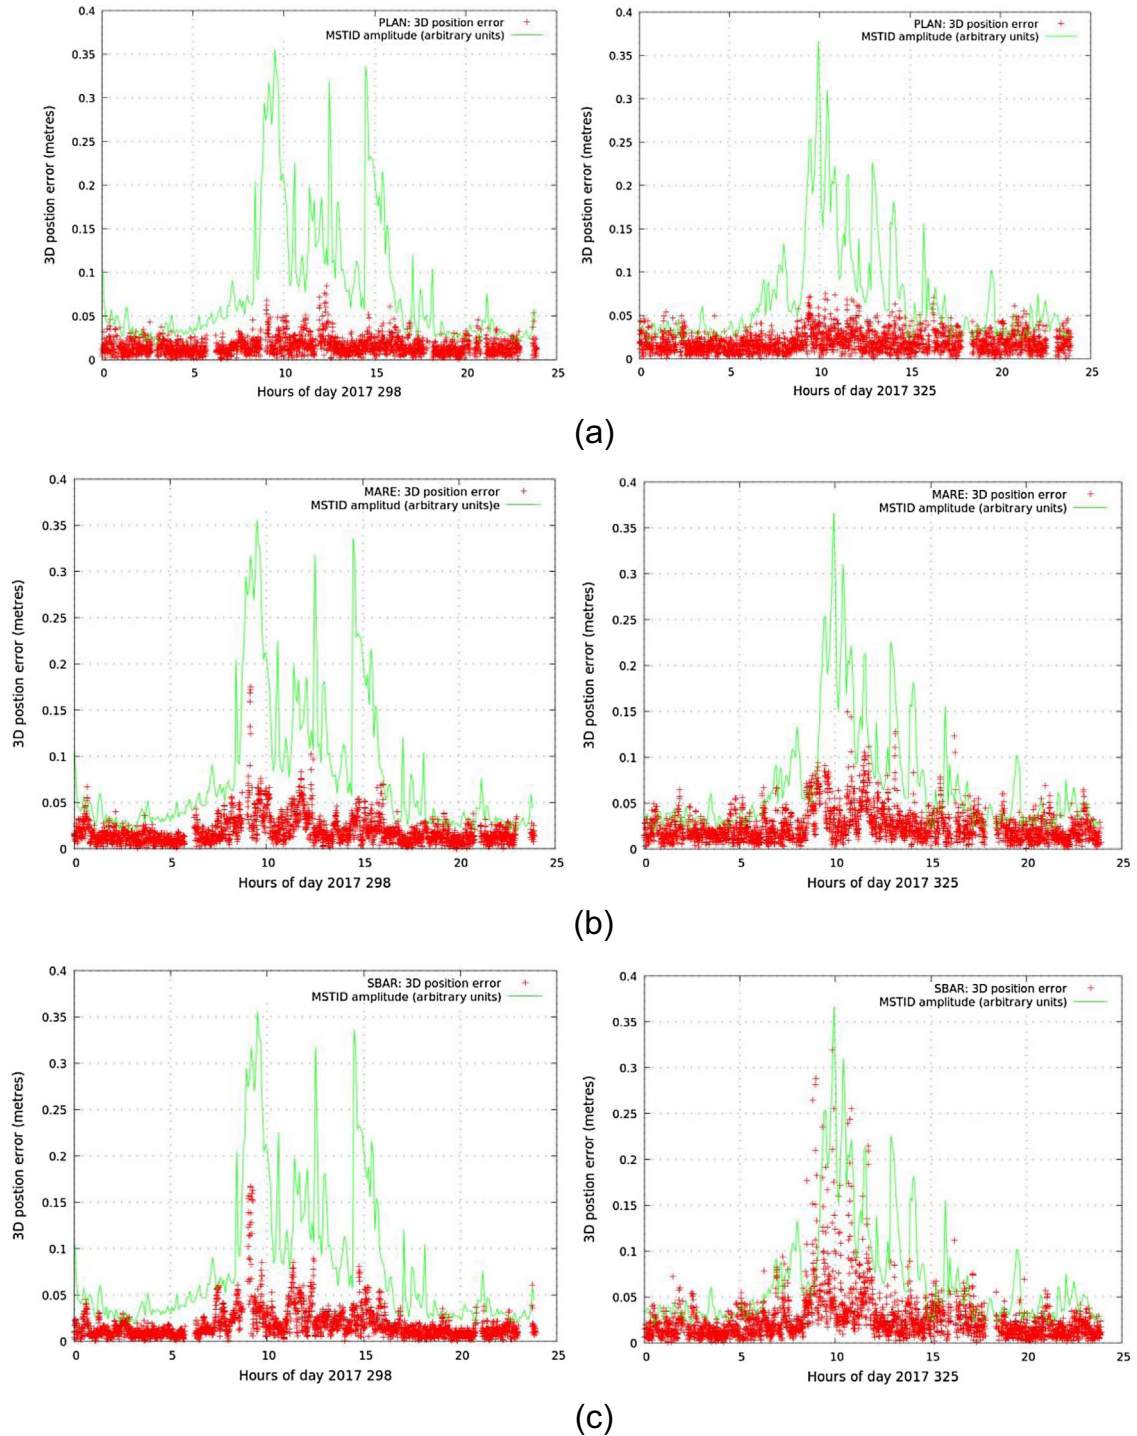 PLAN: 3D position error
MSTID amplitude (arbitrary units)
0.4
0.35
0.3
0.25
0.2
0.15
0.1
0.05
0
3D postion error (metres)
0 5 10 15 20 25
Hours of day 2017 298
PLAN: 3D position error
MSTID amplitude (arbitrary units)
0.4
0.35
0.3
0.25
0.2
0.15
0.1
0.05
0
3D postion error (metres)
0 5 10 15 20 25
Hours of day 2017 325
(a)
MARE: 3D position error
MSTID amplitud (arbitrary units)e
0.4
0.35
0.3
0.25
0.2
0.15
0.1
0.05
0
3D postion error (metres)
0 5 10 15 20 25
Hours of day 2017 298
MARE: 3D position error
MSTID amplitude (arbitrary units)
0.4
0.35
0.3
0.25
0.2
0.15
0.1
0.05
0
3D postion error (metres)
0 5 10 15 20 25
Hours of day 2017 325
(b)
SBAR: 3D position error
MSTID amplitude (arbitrary units)
0.4
0.35
0.3
0.25
0.2
0.15
0.1
0.05
0
3D postion error (metres)
0 5 10 15 20 25
Hours of day 2017 298
SBAR: 3D position error
MSTID amplitude (arbitrary units)
0.4
0.35
0.3
0.25
0.2
0.15
0.1
0.05
0
3D postion error (metres)
0 5 10 15 20 25
Hours of day 2017 325
(c)